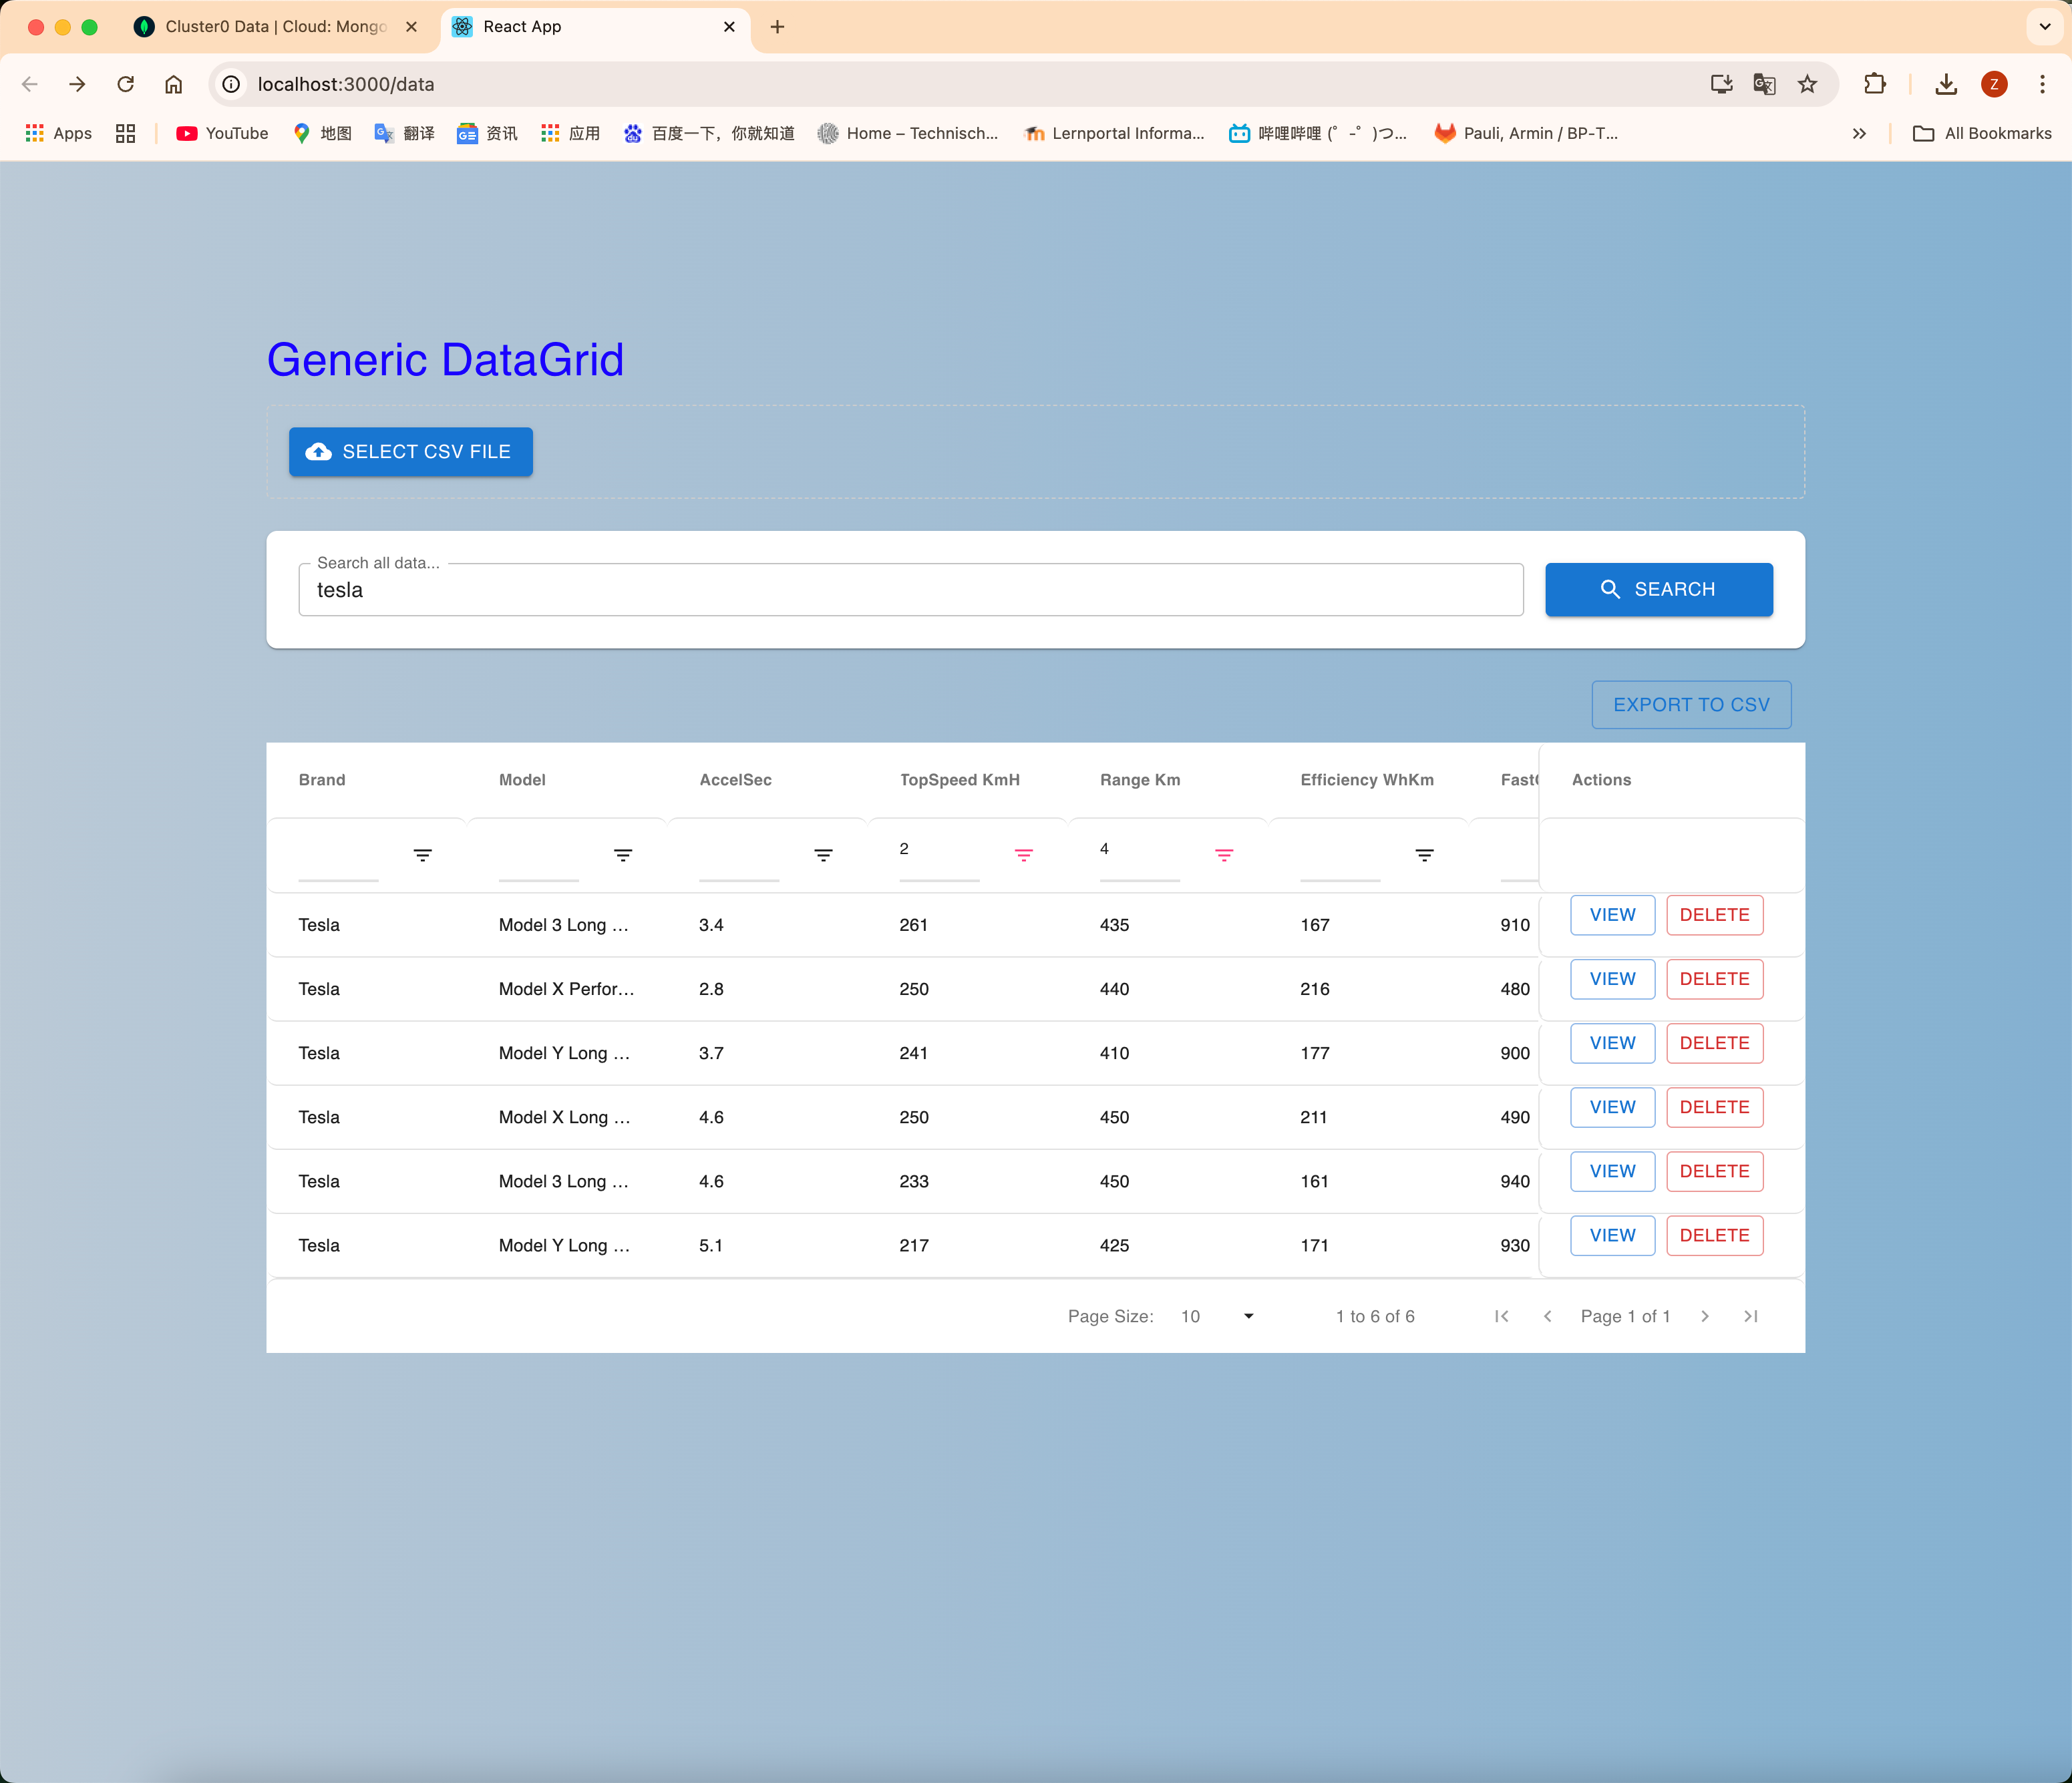 Cluster0 Data | Cloud: Mongo
React App
localhost:3000/data
Z
Apps
YouTube
地图
翻译
资讯
应用
百度一下，你就知道
Home – Technisch...
Lernportal Informa...
哔哩哔哩 (゜-゜)つ...
Pauli, Armin / BP-T...
All Bookmarks
Generic DataGrid
SELECT CSV FILE
Search all data...
tesla
SEARCH
EXPORT TO CSV
Brand Model AccelSec TopSpeed KmH Range Km Efficiency WhKm Fast Actions
2 4
Tesla Model 3 Long ... 3.4 261 435 167 910 VIEW DELETE
Tesla Model X Perfor... 2.8 250 440 216 480 VIEW DELETE
Tesla Model Y Long ... 3.7 241 410 177 900 VIEW DELETE
Tesla Model X Long ... 4.6 250 450 211 490 VIEW DELETE
Tesla Model 3 Long ... 4.6 233 450 161 940 VIEW DELETE
Tesla Model Y Long ... 5.1 217 425 171 930 VIEW DELETE
Page Size: 10 1 to 6 of 6 Page 1 of 1